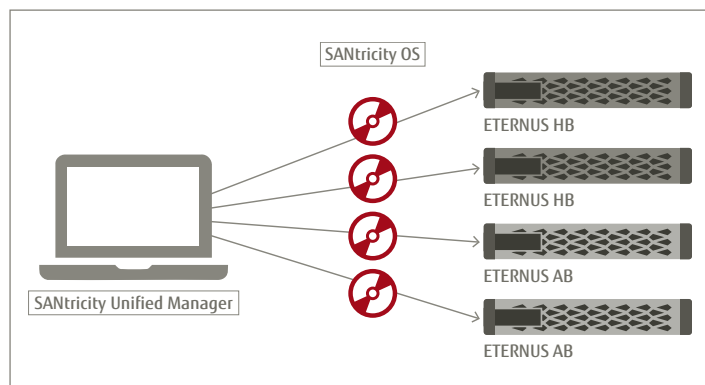 SANtricity OS
ETERNUS HB
ETERNUS HB
ETERNUS AB
SANtricity Unified Manager
ETERNUS AB